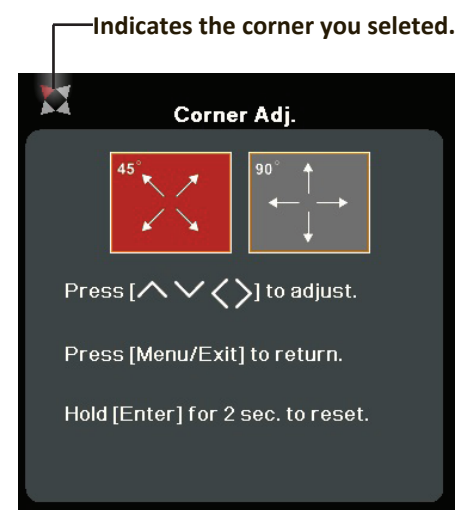 Indicates the corner you seleted.
Corner Adj.
45° 90°
Press [∧ ∨ < >] to adjust.
Press [Menu/Exit] to return.
Hold [Enter] for 2 sec. to reset.